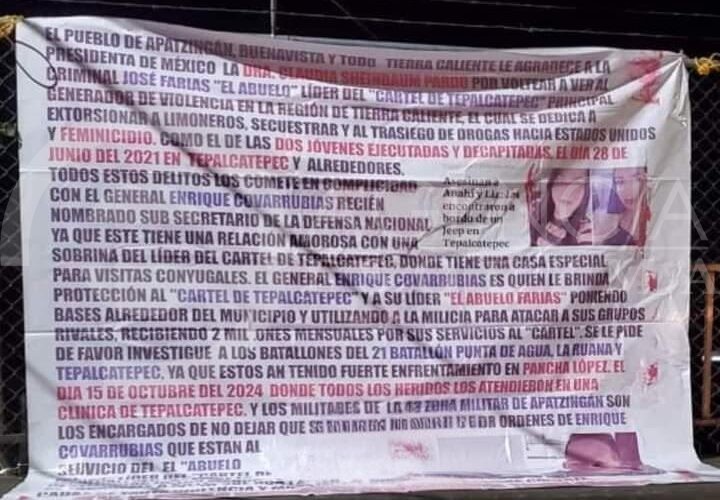 EL PUEBLO DE APATZINGÁN, BUENAVISTA Y TODO TIERRA CALIENTE LE AGRADECE A LA
PRESIDENTA DE MÉXICO LA DRA. CLAUDIA SHEINBAUM PARDO POR VOLTEAR A VER AL
CRIMINAL JOSÉ FARIAS "EL ABUELO" LÍDER DEL "CARTEL DE TEPALCATEPEC" PRINCIPAL
GENERADOR DE VIOLENCIA EN LA REGIÓN DE TIERRA CALIENTE, EL CUAL SE DEDICA A
EXTORSIONAR A LIMONEROS, SECUESTRAR Y AL TRASIEGO DE DROGAS HACIA ESTADOS UNIDOS
Y FEMINICIDIO. COMO EL DE LAS DOS JÓVENES EJECUTADAS Y DECAPITADAS, EL DÍA 28 DE
JUNIO DEL 2021 EN TEPALCATEPEC Y ALREDEDORES.
TODOS ESTOS DELITOS LOS COMETE EN COMPLICIDAD
CON EL GENERAL ENRIQUE COVARRUBIAS RECIÉN
NOMBRADO SUB SECRETARIO DE LA DEFENSA NACIONAL
YA QUE ESTE TIENE UNA RELACIÓN AMOROSA CON UNA
Asesinan a
Anahí y
encontraron a
bordo de un
Jeep en
Tepalcatepec
SOBRINA DEL LÍDER DEL CARTEL DE TEPALCATEPEC, DONDE TIENE UNA CASA ESPECIAL
PARA VISITAS CONYUGALES. EL GENERAL ENRIQUE COVARRUBIAS ES QUIEN LE BRINDA
PROTECCIÓN AL "CARTEL DE TEPALCATEPEC" Y A SU LÍDER "EL ABUELO FARIAS" PONIENDO
BASES ALREDEDOR DEL MUNICIPIO Y UTILIZANDO A LA MILICIA PARA ATACAR A SUS GRUPOS
RIVALES, RECIBIENDO 2 MILLONES MENSUALES POR SUS SERVICIOS AL "CARTEL". SE LE PIDE
DE FAVOR INVESTIGUE A LOS BATALLONES DEL 21 BATALLÓN PUNTA DE AGUA, LA RUANA Y
TEPALCATEPEC. YA QUE ESTOS AN TENIDO FUERTE ENFRENTAMIENTO EN PANCHA LÓPEZ. EL
DIA 15 DE OCTUBRE DEL 2024 DONDE TODOS LOS HERIDOS LOS ATENDIERON EN UNA
CLINICA DE TEPALCATEPEC. Y LOS MILITARES DE LA 43 ZONA MILITAR DE APATZINGÁN SON
LOS ENCARGADOS DE NO DEJAR QUE ORDENES DE ENRIQUE
COVARRUBIAS QUE ESTAN AL
SERVICIO DEL EL "ABUELO